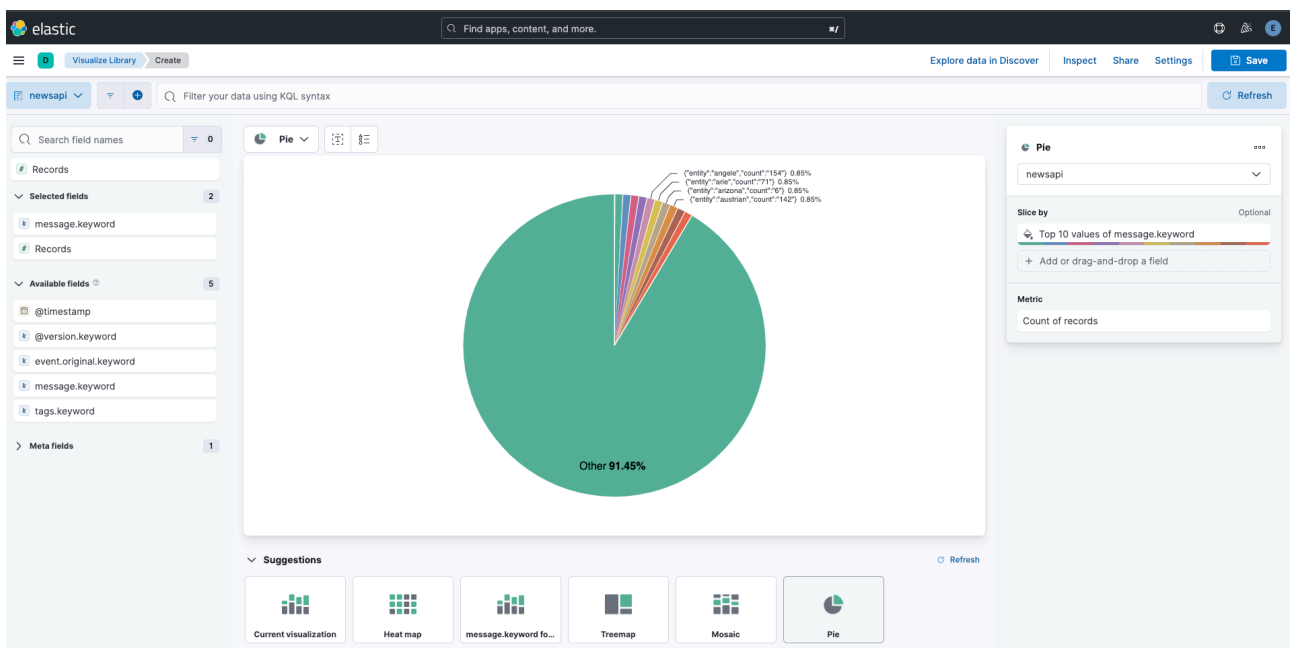 elastic
Find apps, content, and more.
⌘/
E
D
Visualize Library
Create
Explore data in Discover
Inspect
Share
Settings
Save
newsapi
Filter your data using KQL syntax
Refresh
Search field names
0
Records
Selected fields
2
message.keyword
Records
Available fields
5
@timestamp
@version.keyword
event.original.keyword
message.keyword
tags.keyword
Meta fields
1
Pie
{"entity":"angele","count":"154"} 0.85%
{"entity":"arie","count":"71"} 0.85%
{"entity":"arizona","count":"6"} 0.85%
{"entity":"austrian","count":"142"} 0.85%
Other 91.45%
Suggestions
Refresh
Current visualization
Heat map
message.keyword fo...
Treemap
Mosaic
Pie
Pie
newsapi
Slice by
Optional
Top 10 values of message.keyword
+ Add or drag-and-drop a field
Metric
Count of records